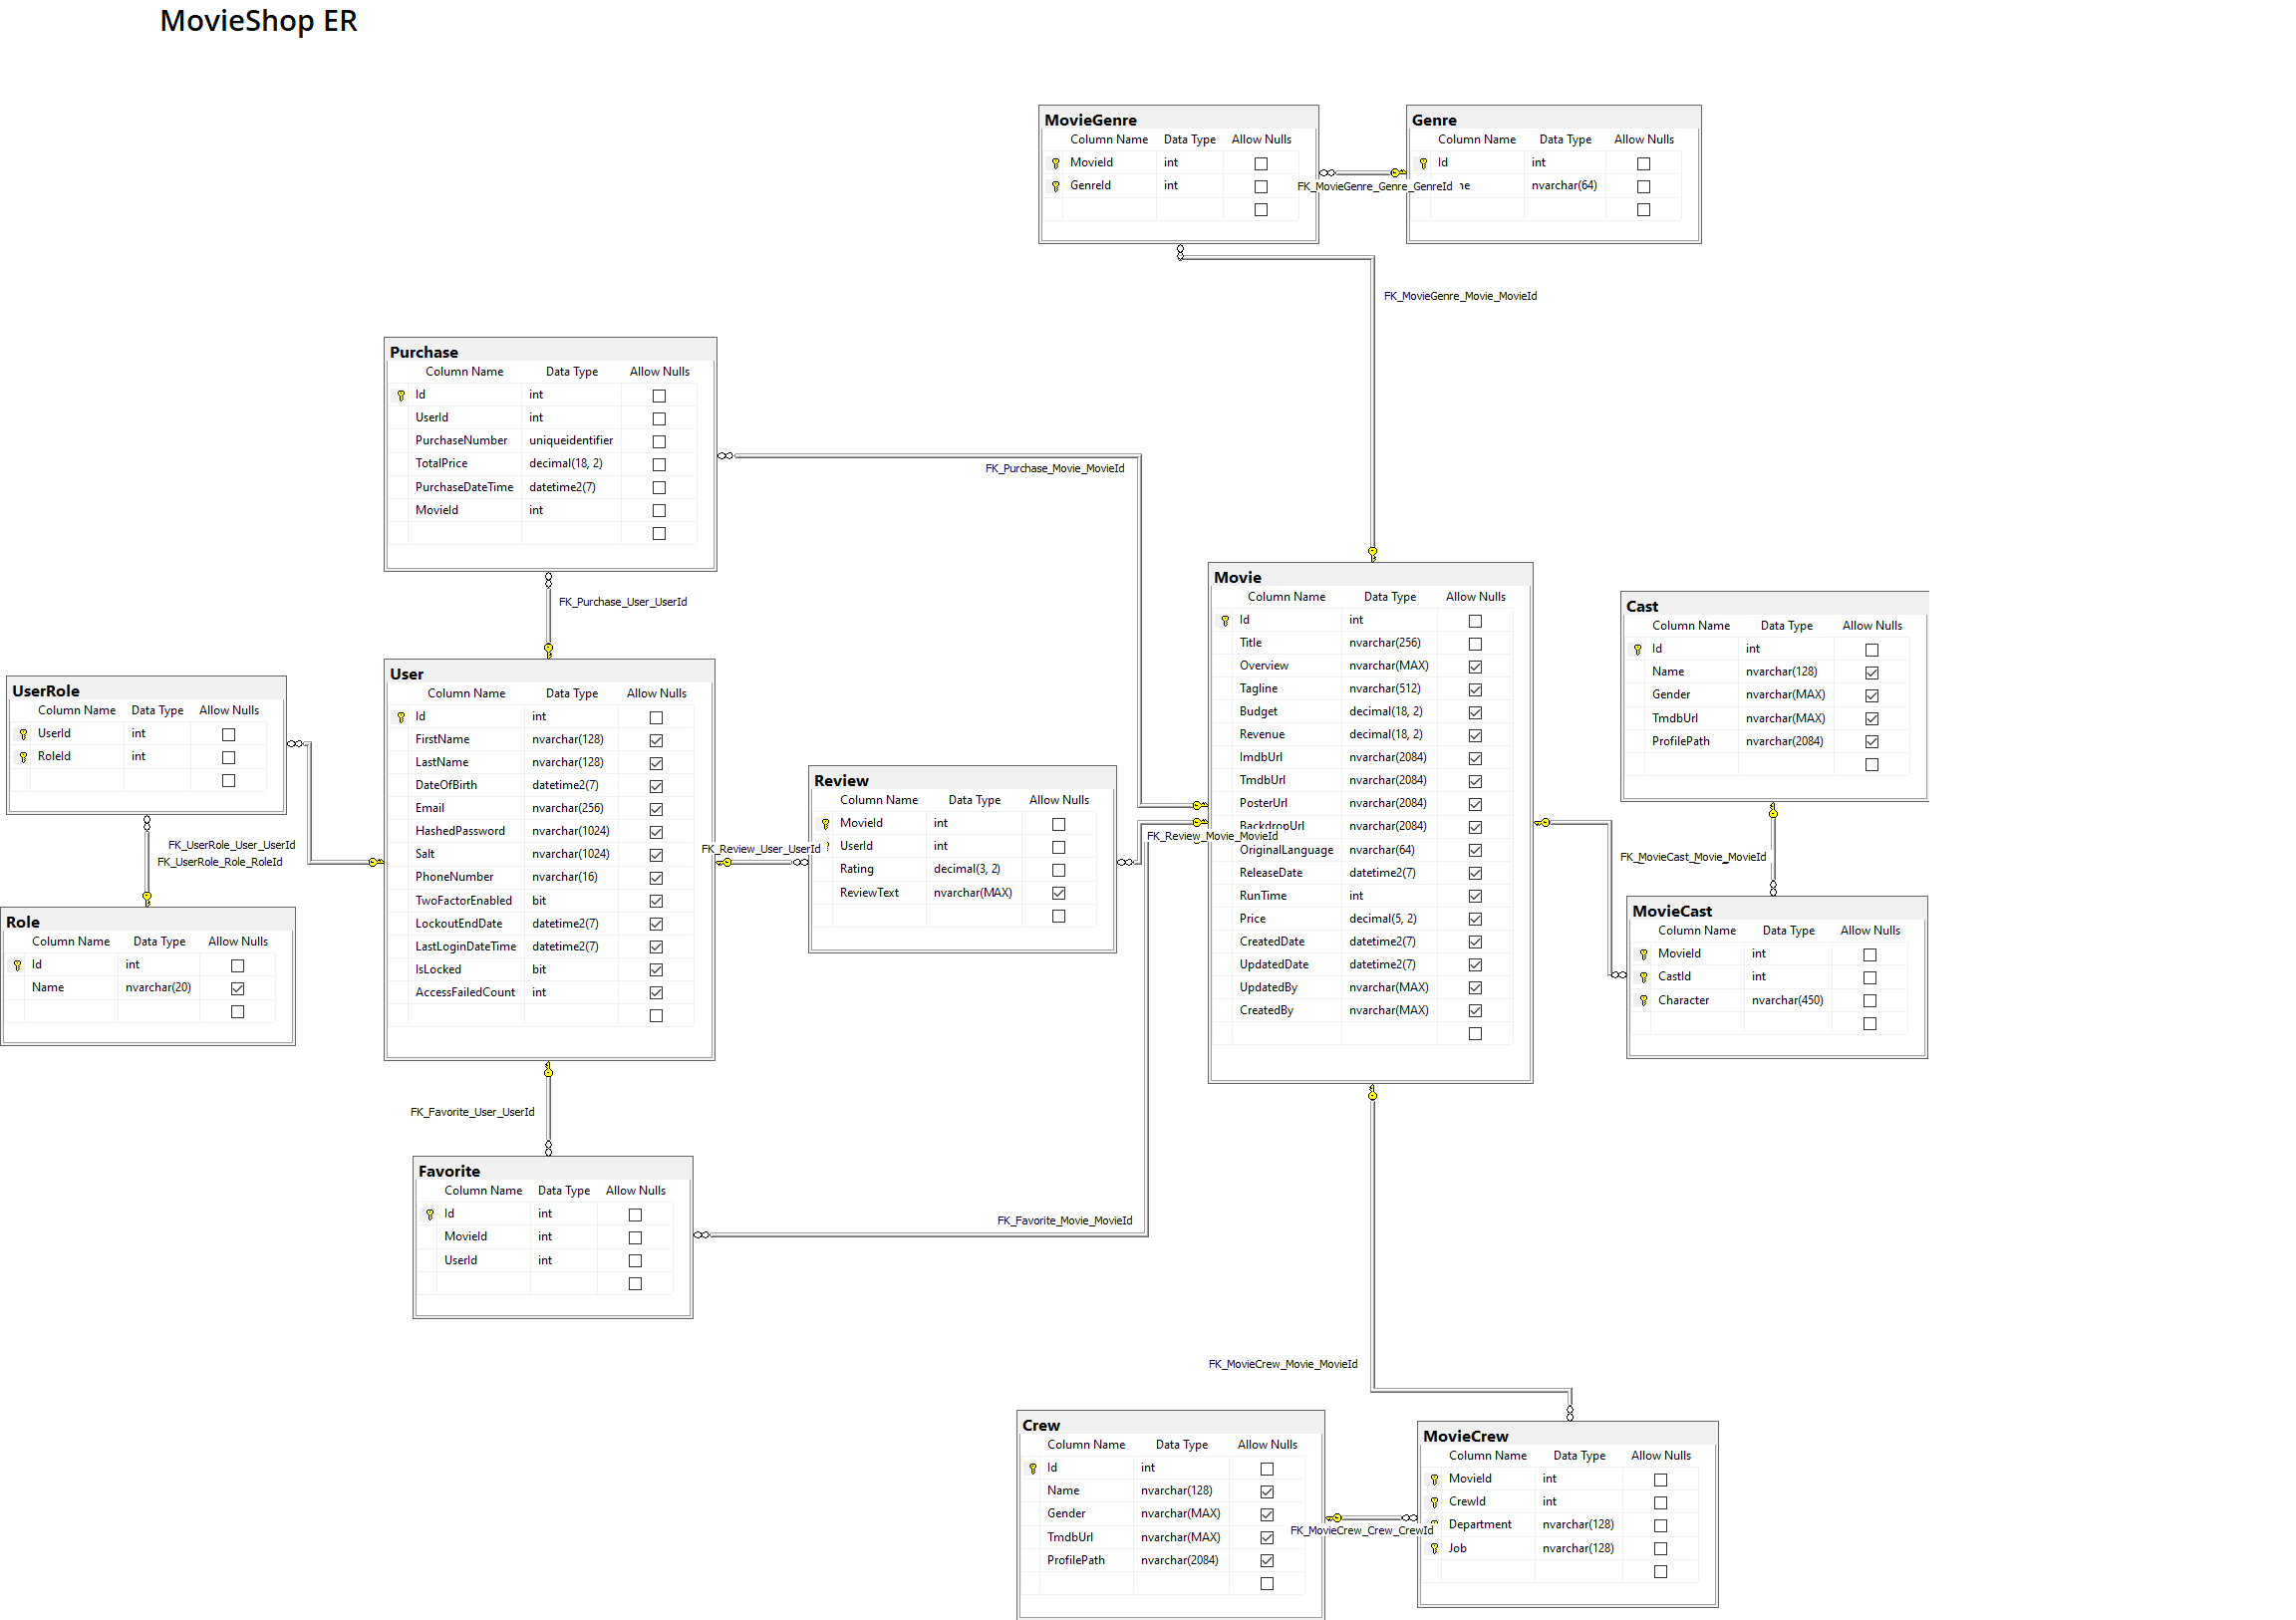 MovieShop ER
MovieGenre
Column Name Data Type Allow Nulls
MovieId int
GenreId int
Genre
Column Name Data Type Allow Nulls
Id int
me nvarchar(64)
FK_MovieGenre_Genre_GenreId
FK_MovieGenre_Movie_MovieId
Purchase
Column Name Data Type Allow Nulls
Id int
UserId int
PurchaseNumber uniqueidentifier
TotalPrice decimal(18, 2)
PurchaseDateTime datetime2(7)
MovieId int
FK_Purchase_Movie_MovieId
FK_Purchase_User_UserId
Movie
Column Name Data Type Allow Nulls
Id int
Title nvarchar(256)
Overview nvarchar(MAX)
Tagline nvarchar(512)
Budget decimal(18, 2)
Revenue decimal(18, 2)
ImdbUrl nvarchar(2084)
TmdbUrl nvarchar(2084)
PosterUrl nvarchar(2084)
BackdropUrl nvarchar(2084)
OriginalLanguage nvarchar(64)
ReleaseDate datetime2(7)
RunTime int
Price decimal(5, 2)
CreatedDate datetime2(7)
UpdatedDate datetime2(7)
UpdatedBy nvarchar(MAX)
CreatedBy nvarchar(MAX)
Cast
Column Name Data Type Allow Nulls
Id int
Name nvarchar(128)
Gender nvarchar(MAX)
TmdbUrl nvarchar(MAX)
ProfilePath nvarchar(2084)
UserRole
Column Name Data Type Allow Nulls
UserId int
RoleId int
User
Column Name Data Type Allow Nulls
Id int
FirstName nvarchar(128)
LastName nvarchar(128)
DateOfBirth datetime2(7)
Email nvarchar(256)
HashedPassword nvarchar(1024)
Salt nvarchar(1024)
PhoneNumber nvarchar(16)
TwoFactorEnabled bit
LockoutEndDate datetime2(7)
LastLoginDateTime datetime2(7)
IsLocked bit
AccessFailedCount int
Review
Column Name Data Type Allow Nulls
MovieId int
UserId int
Rating decimal(3, 2)
ReviewText nvarchar(MAX)
FK_Review_User_UserId
FK_Review_Movie_MovieId
FK_UserRole_User_UserId
FK_UserRole_Role_RoleId
FK_MovieCast_Movie_MovieId
Role
Column Name Data Type Allow Nulls
Id int
Name nvarchar(20)
MovieCast
Column Name Data Type Allow Nulls
MovieId int
CastId int
Character nvarchar(450)
FK_Favorite_User_UserId
Favorite
Column Name Data Type Allow Nulls
Id int
MovieId int
UserId int
FK_Favorite_Movie_MovieId
FK_MovieCrew_Movie_MovieId
Crew
Column Name Data Type Allow Nulls
Id int
Name nvarchar(128)
Gender nvarchar(MAX)
TmdbUrl nvarchar(MAX)
ProfilePath nvarchar(2084)
FK_MovieCrew_Crew_CrewId
MovieCrew
Column Name Data Type Allow Nulls
MovieId int
CrewId int
Department nvarchar(128)
Job nvarchar(128)